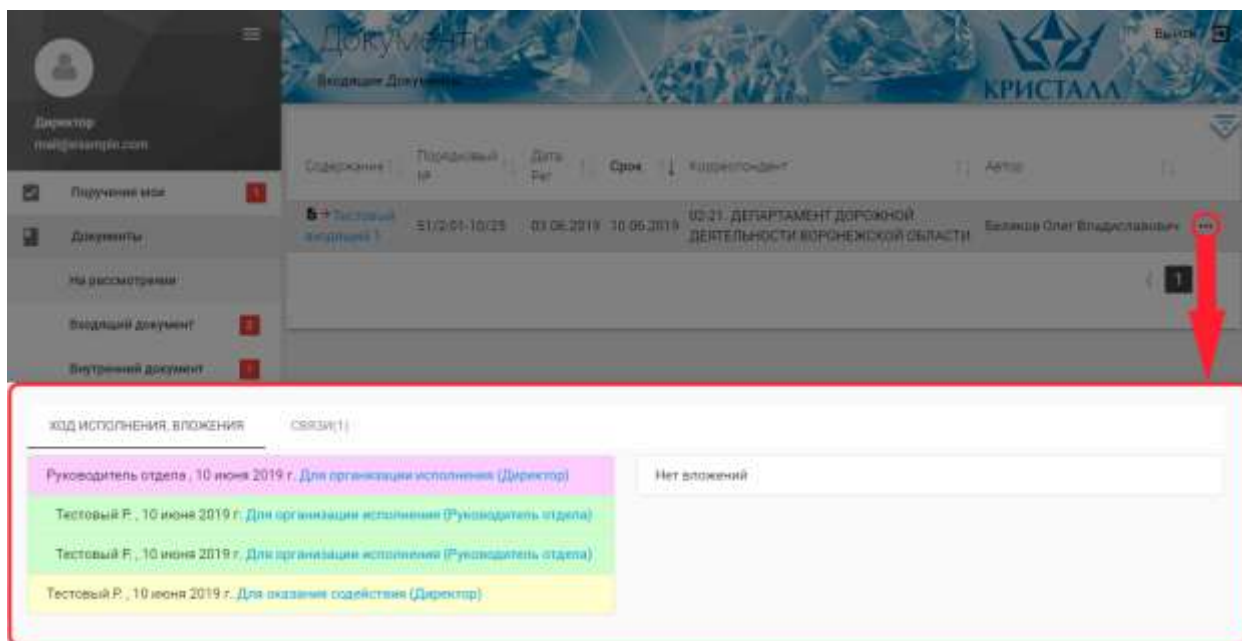 Документы
Входящие Документы
Выйти
КРИСТАЛЛ
Директор
mail@example.com
Поручения мои 1
Документы
На рассмотрении
Входящий документ
Внутренний документ
Содержание Порядковый № Дата Рег Срок Корреспондент Автор
Тестовый входящий 1 51/2.01-10/25 03.06.2019 10.06.2019 02-21. ДЕПАРТАМЕНТ ДОРОЖНОЙ
ДЕЯТЕЛЬНОСТИ ВОРОНЕЖСКОЙ ОБЛАСТИ
Беляков Олег Владиславович
1
ХОД ИСПОЛНЕНИЯ, ВЛОЖЕНИЯ СВЯЗИ(1)
Руководитель отдела , 10 июня 2019 г. Для организации исполнения (Директор)
Нет вложений
Тестовый Р. , 10 июня 2019 г. Для организации исполнения (Руководитель отдела)
Тестовый Р. , 10 июня 2019 г. Для организации исполнения (Руководитель отдела)
Тестовый Р. , 10 июня 2019 г. Для оказания содействия (Директор)